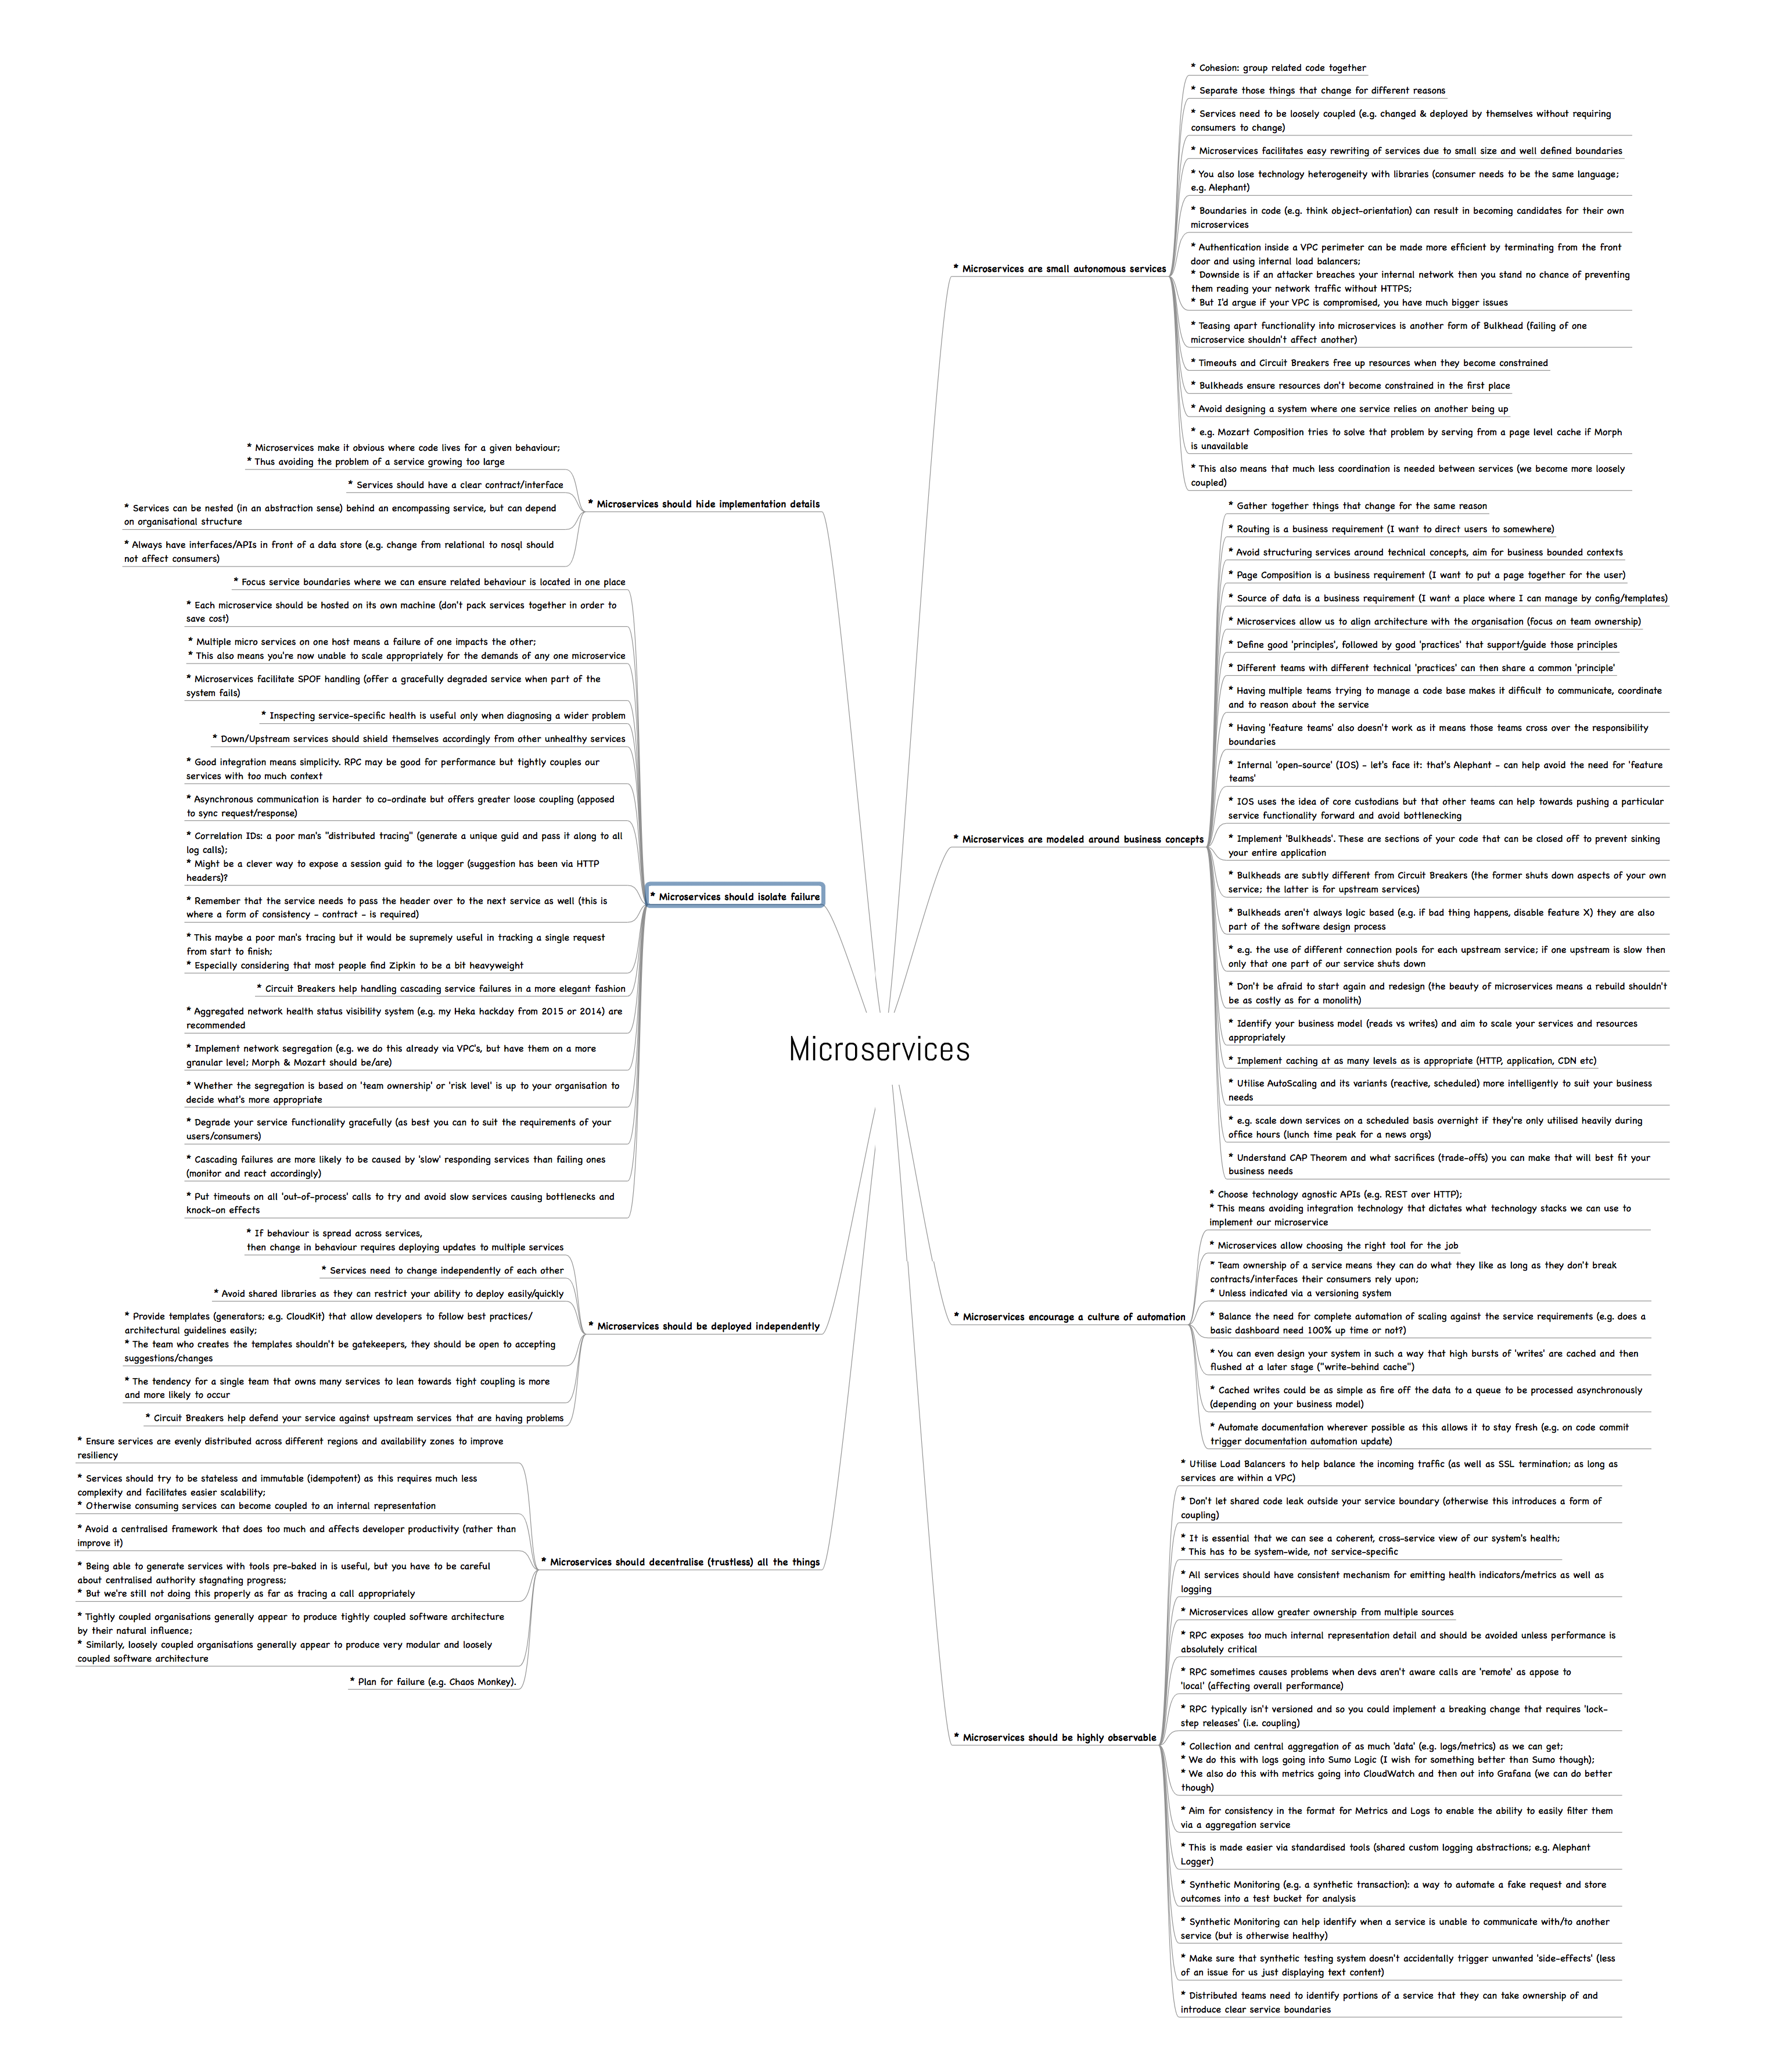 Microservices
* Microservices are small autonomous services
* Cohesion: group related code together
* Separate those things that change for different reasons
* Services need to be loosely coupled (e.g. changed & deployed by themselves without requiring
consumers to change)
* Microservices facilitates easy rewriting of services due to small size and well defined boundaries
* You also lose technology heterogeneity with libraries (consumer needs to be the same language;
e.g. Alephant)
* Boundaries in code (e.g. think object-orientation) can result in becoming candidates for their own
microservices
* Authentication inside a VPC perimeter can be made more efficient by terminating from the front
door and using internal load balancers;
* Downside is if an attacker breaches your internal network then you stand no chance of preventing
them reading your network traffic without HTTPS;
* But I'd argue if your VPC is compromised, you have much bigger issues
* Teasing apart functionality into microservices is another form of Bulkhead (failing of one
microservice shouldn't affect another)
* Timeouts and Circuit Breakers free up resources when they become constrained
* Bulkheads ensure resources don't become constrained in the first place
* Avoid designing a system where one service relies on another being up
* e.g. Mozart Composition tries to solve that problem by serving from a page level cache if Morph
is unavailable
* This also means that much less coordination is needed between services (we become more loosely
coupled)
* Microservices are modeled around business concepts
* Gather together things that change for the same reason
* Routing is a business requirement (I want to direct users to somewhere)
* Avoid structuring services around technical concepts, aim for business bounded contexts
* Page Composition is a business requirement (I want to put a page together for the user)
* Source of data is a business requirement (I want a place where I can manage by config/templates)
* Microservices allow us to align architecture with the organisation (focus on team ownership)
* Define good 'principles', followed by good 'practices' that support/guide those principles
* Different teams with different technical 'practices' can then share a common 'principle'
* Having multiple teams trying to manage a code base makes it difficult to communicate, coordinate
and to reason about the service
* Having 'feature teams' also doesn't work as it means those teams cross over the responsibility
boundaries
* Internal 'open-source' (IOS) - let's face it: that's Alephant - can help avoid the need for 'feature
teams'
* IOS uses the idea of core custodians but that other teams can help towards pushing a particular
service functionality forward and avoid bottlenecking
* Implement 'Bulkheads'. These are sections of your code that can be closed off to prevent sinking
your entire application
* Bulkheads are subtly different from Circuit Breakers (the former shuts down aspects of your own
service; the latter is for upstream services)
* Bulkheads aren't always logic based (e.g. if bad thing happens, disable feature X) they are also
part of the software design process
* e.g. the use of different connection pools for each upstream service; if one upstream is slow then
only that one part of our service shuts down
* Don't be afraid to start again and redesign (the beauty of microservices means a rebuild shouldn't
be as costly as for a monolith)
* Identify your business model (reads vs writes) and aim to scale your services and resources
appropriately
* Implement caching at as many levels as is appropriate (HTTP, application, CDN etc)
* Utilise AutoScaling and its variants (reactive, scheduled) more intelligently to suit your business
needs
* e.g. scale down services on a scheduled basis overnight if they're only utilised heavily during
office hours (lunch time peak for a news orgs)
* Understand CAP Theorem and what sacrifices (trade-offs) you can make that will best fit your
business needs
* Microservices encourage a culture of automation
* Choose technology agnostic APIs (e.g. REST over HTTP);
* This means avoiding integration technology that dictates what technology stacks we can use to
implement our microservice
* Microservices allow choosing the right tool for the job
* Team ownership of a service means they can do what they like as long as they don't break
contracts/interfaces their consumers rely upon;
* Unless indicated via a versioning system
* Balance the need for complete automation of scaling against the service requirements (e.g. does a
basic dashboard need 100% up time or not?)
* You can even design your system in such a way that high bursts of 'writes' are cached and then
flushed at a later stage ("write-behind cache")
* Cached writes could be as simple as fire off the data to a queue to be processed asynchronously
(depending on your business model)
* Automate documentation wherever possible as this allows it to stay fresh (e.g. on code commit
trigger documentation automation update)
* Microservices should be highly observable
* Utilise Load Balancers to help balance the incoming traffic (as well as SSL termination; as long as
services are within a VPC)
* Don't let shared code leak outside your service boundary (otherwise this introduces a form of
coupling)
* It is essential that we can see a coherent, cross-service view of our system's health;
* This has to be system-wide, not service-specific
* All services should have consistent mechanism for emitting health indicators/metrics as well as
logging
* Microservices allow greater ownership from multiple sources
* RPC exposes too much internal representation detail and should be avoided unless performance is
absolutely critical
* RPC sometimes causes problems when devs aren't aware calls are 'remote' as appose to
'local' (affecting overall performance)
* RPC typically isn't versioned and so you could implement a breaking change that requires 'lock-
step releases' (i.e. coupling)
* Collection and central aggregation of as much 'data' (e.g. logs/metrics) as we can get;
* We do this with logs going into Sumo Logic (I wish for something better than Sumo though);
* We also do this with metrics going into CloudWatch and then out into Grafana (we can do better
though)
* Aim for consistency in the format for Metrics and Logs to enable the ability to easily filter them
via a aggregation service
* This is made easier via standardised tools (shared custom logging abstractions; e.g. Alephant
Logger)
* Synthetic Monitoring (e.g. a synthetic transaction): a way to automate a fake request and store
outcomes into a test bucket for analysis
* Synthetic Monitoring can help identify when a service is unable to communicate with/to another
service (but is otherwise healthy)
* Make sure that synthetic testing system doesn't accidentally trigger unwanted 'side-effects' (less
of an issue for us just displaying text content)
* Distributed teams need to identify portions of a service that they can take ownership of and
introduce clear service boundaries
* Microservices should hide implementation details
* Microservices make it obvious where code lives for a given behaviour;
* Thus avoiding the problem of a service growing too large
* Services should have a clear contract/interface
* Services can be nested (in an abstraction sense) behind an encompassing service, but can depend
on organisational structure
* Always have interfaces/APIs in front of a data store (e.g. change from relational to nosql should
not affect consumers)
* Microservices should isolate failure
* Focus service boundaries where we can ensure related behaviour is located in one place
* Each microservice should be hosted on its own machine (don't pack services together in order to
save cost)
* Multiple micro services on one host means a failure of one impacts the other;
* This also means you're now unable to scale appropriately for the demands of any one microservice
* Microservices facilitate SPOF handling (offer a gracefully degraded service when part of the
system fails)
* Inspecting service-specific health is useful only when diagnosing a wider problem
* Down/Upstream services should shield themselves accordingly from other unhealthy services
* Good integration means simplicity. RPC may be good for performance but tightly couples our
services with too much context
* Asynchronous communication is harder to co-ordinate but offers greater loose coupling (apposed
to sync request/response)
* Correlation IDs: a poor man's "distributed tracing" (generate a unique guid and pass it along to all
log calls);
* Might be a clever way to expose a session guid to the logger (suggestion has been via HTTP
headers)?
* Remember that the service needs to pass the header over to the next service as well (this is
where a form of consistency - contract - is required)
* This maybe a poor man's tracing but it would be supremely useful in tracking a single request
from start to finish;
* Especially considering that most people find Zipkin to be a bit heavyweight
* Circuit Breakers help handling cascading service failures in a more elegant fashion
* Aggregated network health status visibility system (e.g. my Heka hackday from 2015 or 2014) are
recommended
* Implement network segregation (e.g. we do this already via VPC's, but have them on a more
granular level; Morph & Mozart should be/are)
* Whether the segregation is based on 'team ownership' or 'risk level' is up to your organisation to
decide what's more appropriate
* Degrade your service functionality gracefully (as best you can to suit the requirements of your
users/consumers)
* Cascading failures are more likely to be caused by 'slow' responding services than failing ones
(monitor and react accordingly)
* Put timeouts on all 'out-of-process' calls to try and avoid slow services causing bottlenecks and
knock-on effects
* Microservices should be deployed independently
* If behaviour is spread across services,
then change in behaviour requires deploying updates to multiple services
* Services need to change independently of each other
* Avoid shared libraries as they can restrict your ability to deploy easily/quickly
* Provide templates (generators; e.g. CloudKit) that allow developers to follow best practices/
architectural guidelines easily;
* The team who creates the templates shouldn't be gatekeepers, they should be open to accepting
suggestions/changes
* The tendency for a single team that owns many services to lean towards tight coupling is more
and more likely to occur
* Circuit Breakers help defend your service against upstream services that are having problems
* Microservices should decentralise (trustless) all the things
* Ensure services are evenly distributed across different regions and availability zones to improve
resiliency
* Services should try to be stateless and immutable (idempotent) as this requires much less
complexity and facilitates easier scalability;
* Otherwise consuming services can become coupled to an internal representation
* Avoid a centralised framework that does too much and affects developer productivity (rather than
improve it)
* Being able to generate services with tools pre-baked in is useful, but you have to be careful
about centralised authority stagnating progress;
* But we're still not doing this properly as far as tracing a call appropriately
* Tightly coupled organisations generally appear to produce tightly coupled software architecture
by their natural influence;
* Similarly, loosely coupled organisations generally appear to produce very modular and loosely
coupled software architecture
* Plan for failure (e.g. Chaos Monkey).